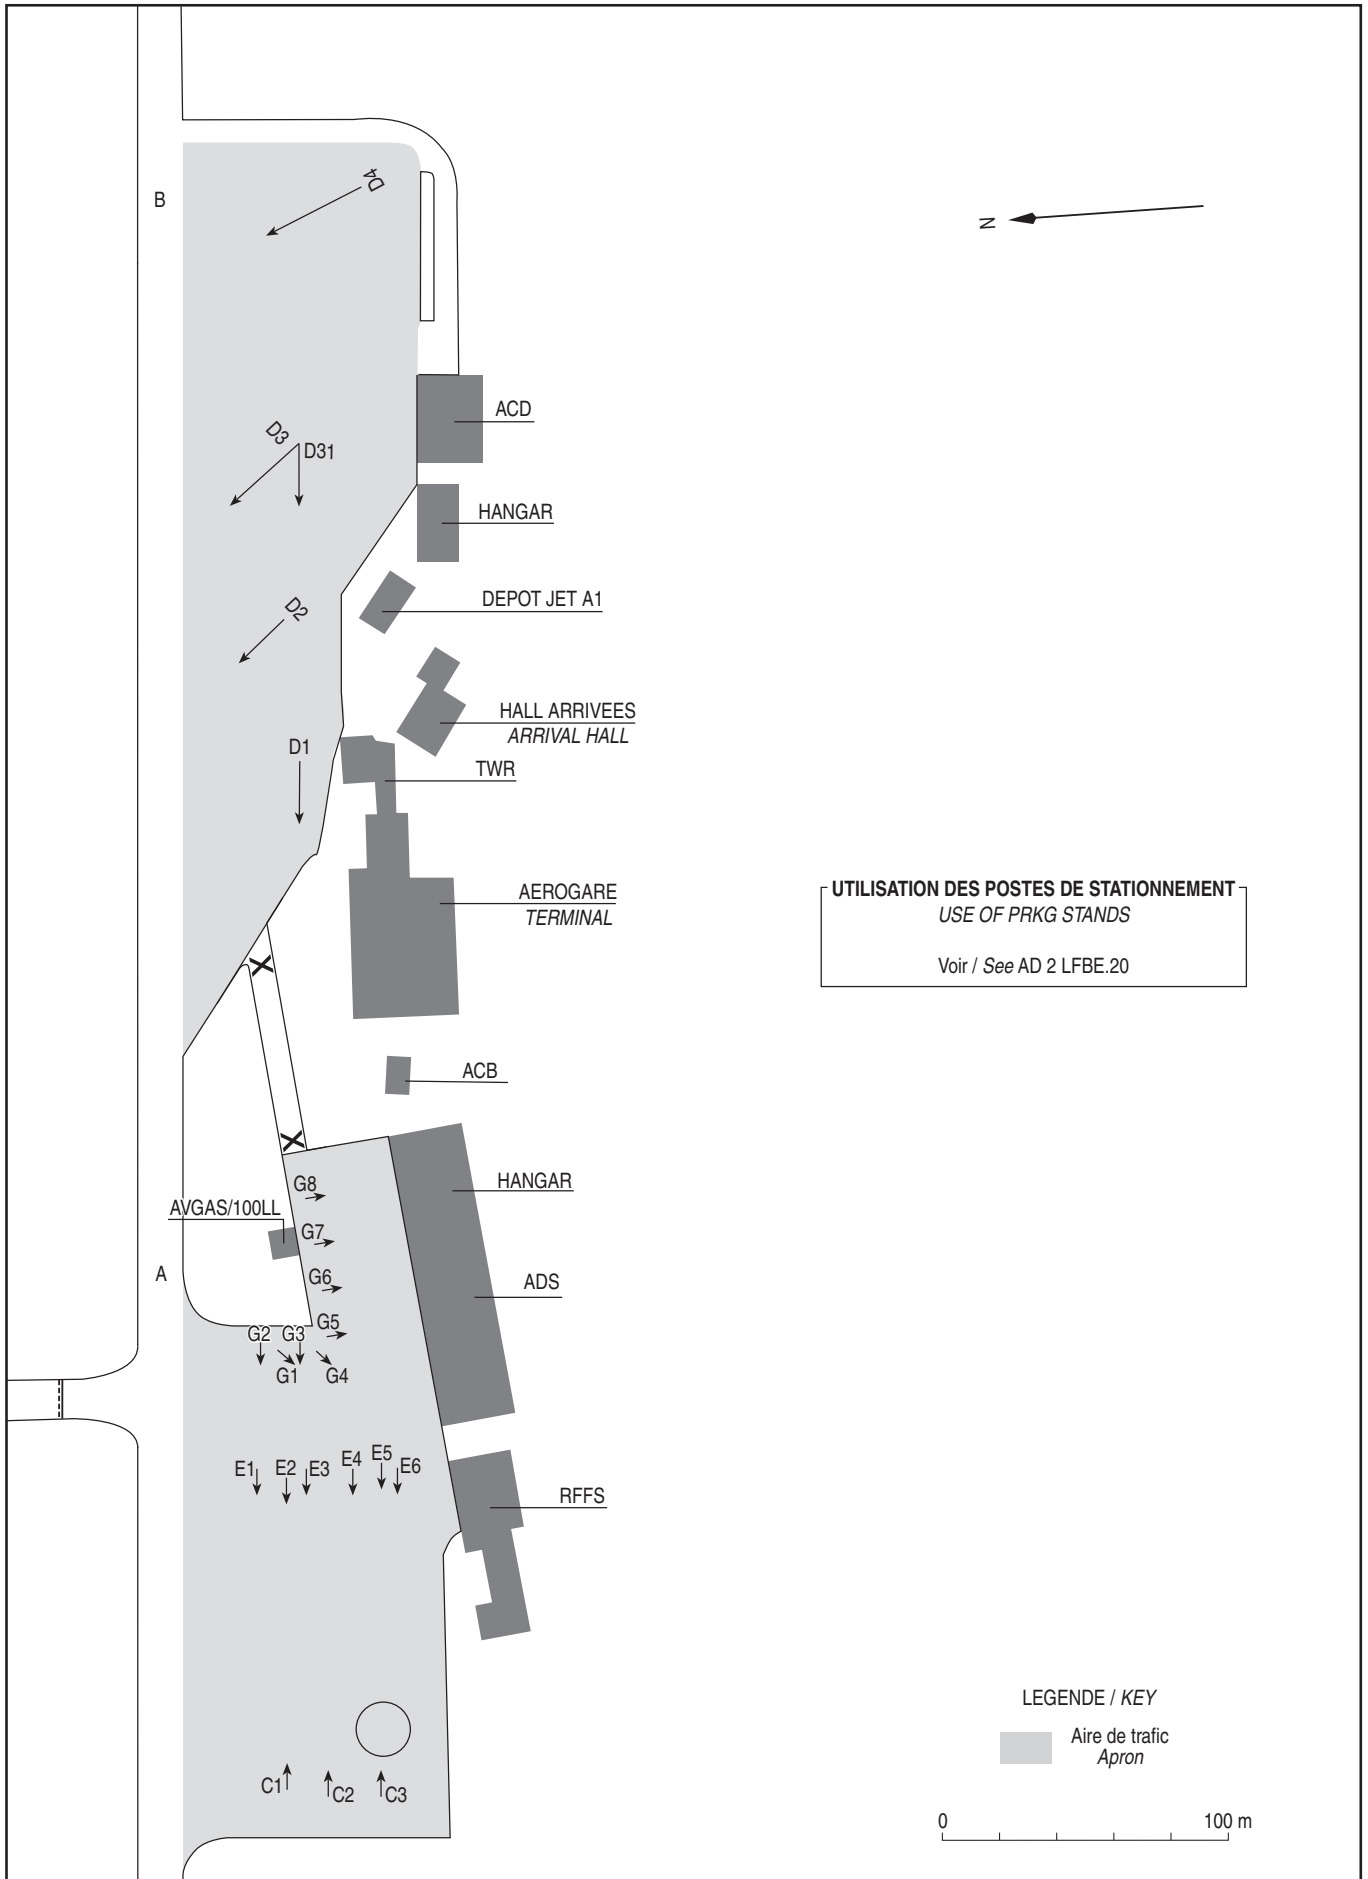 D4
B
N
ACD
D3
D31
HANGAR
DEPOT JET A1
D2
HALL ARRIVEES
ARRIVAL HALL
D1
TWR
UTILISATION DES POSTES DE STATIONNEMENT
USE OF PRKG STANDS
Voir / See AD 2 LFBE.20
AEROGARE
TERMINAL
X
ACB
X
G8
HANGAR
AVGAS/100LL
G7
A
G6
ADS
G5
G2 G3
G1 G4
E1 E2 E3 E4 E5 E6
RFFS
LEGENDE / KEY
Aire de trafic
Apron
C1 C2 C3
0 100 m